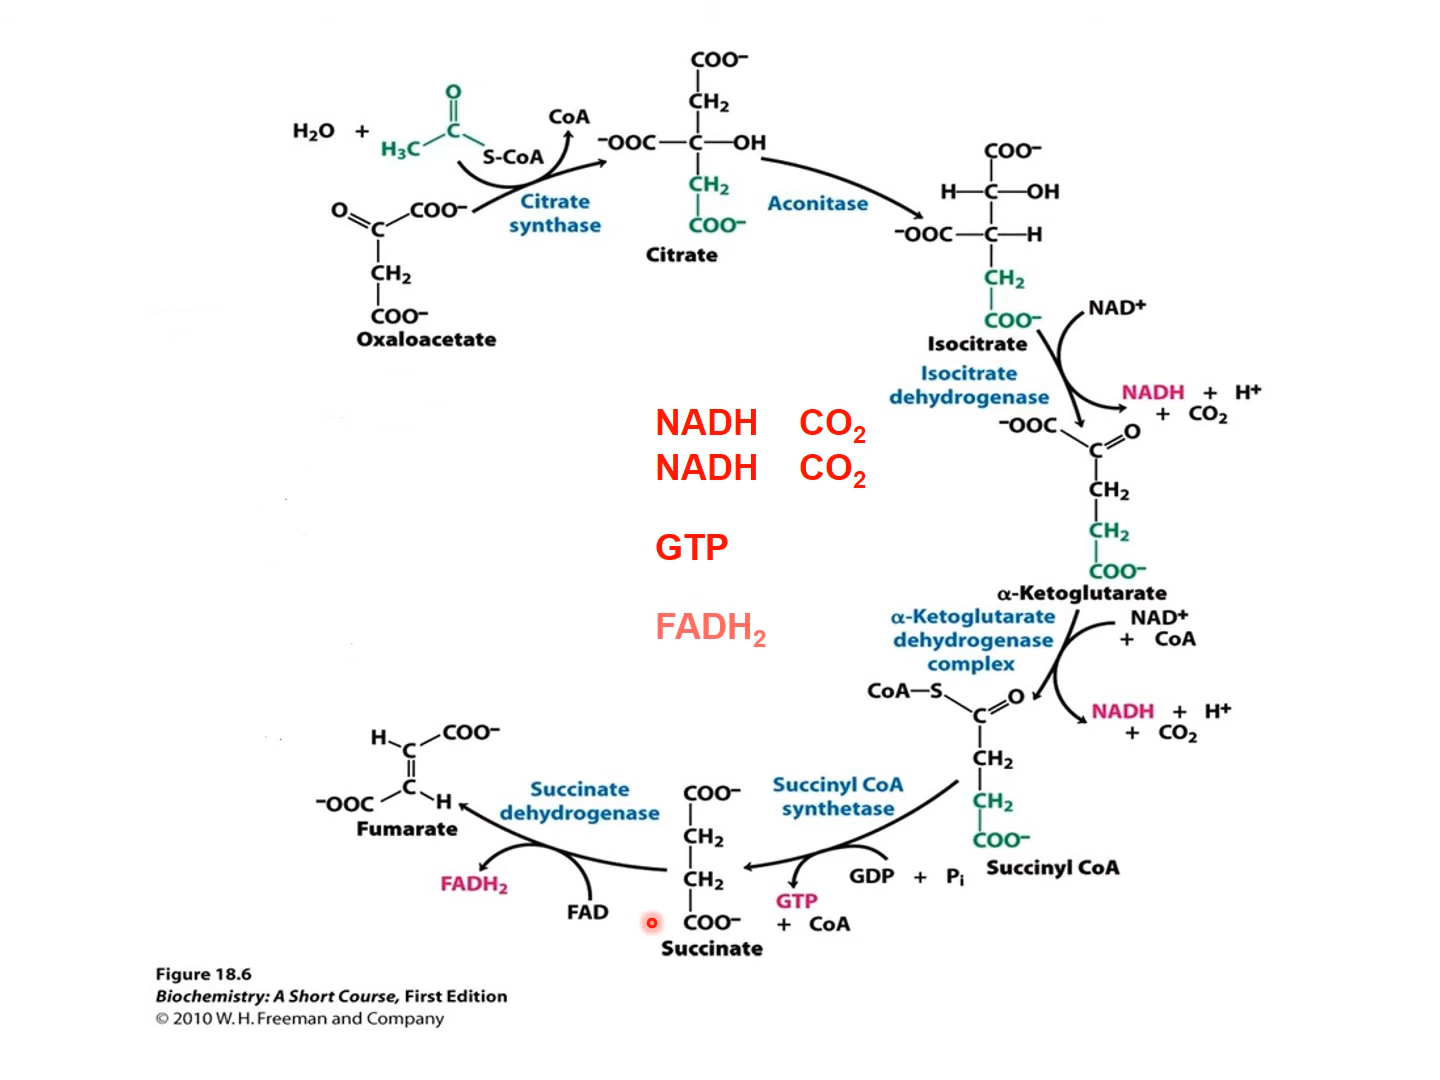 COO⁻
CH₂
⁻OOC—C—OH
CH₂
COO⁻
Citrate
H₂O + H₃C C O S-CoA
CoA
Citrate
synthase
O C COO⁻
CH₂
COO⁻
Oxaloacetate
Aconitase
COO⁻
H—C—OH
⁻OOC—C—H
CH₂
COO⁻
Isocitrate
NAD⁺
Isocitrate
dehydrogenase
NADH + H⁺
+ CO₂
⁻OOC C O
CH₂
CH₂
COO⁻
α-Ketoglutarate
NADH CO₂
NADH CO₂
GTP
FADH₂
α-Ketoglutarate
dehydrogenase
complex
NAD⁺
+ CoA
NADH + H⁺
+ CO₂
CoA—S C O
CH₂
CH₂
COO⁻
Succinyl CoA
Succinyl CoA
synthetase
GDP + Pᵢ
GTP
+ CoA
COO⁻
CH₂
CH₂
COO⁻
Succinate
Succinate
dehydrogenase
FAD
FADH₂
H C COO⁻
⁻OOC C H
Fumarate
Figure 18.6
Biochemistry: A Short Course, First Edition
© 2010 W. H. Freeman and Company